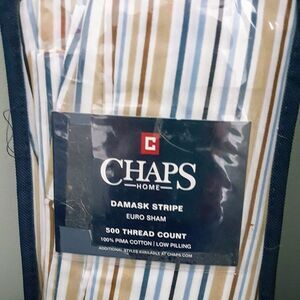 C
CHAPS
HOME
DAMASK STRIPE
EURO SHAM
500 THREAD COUNT
100% PIMA COTTON | LOW PILLING
ADDITIONAL STYLES AVAILABLE AT CHAPS.COM